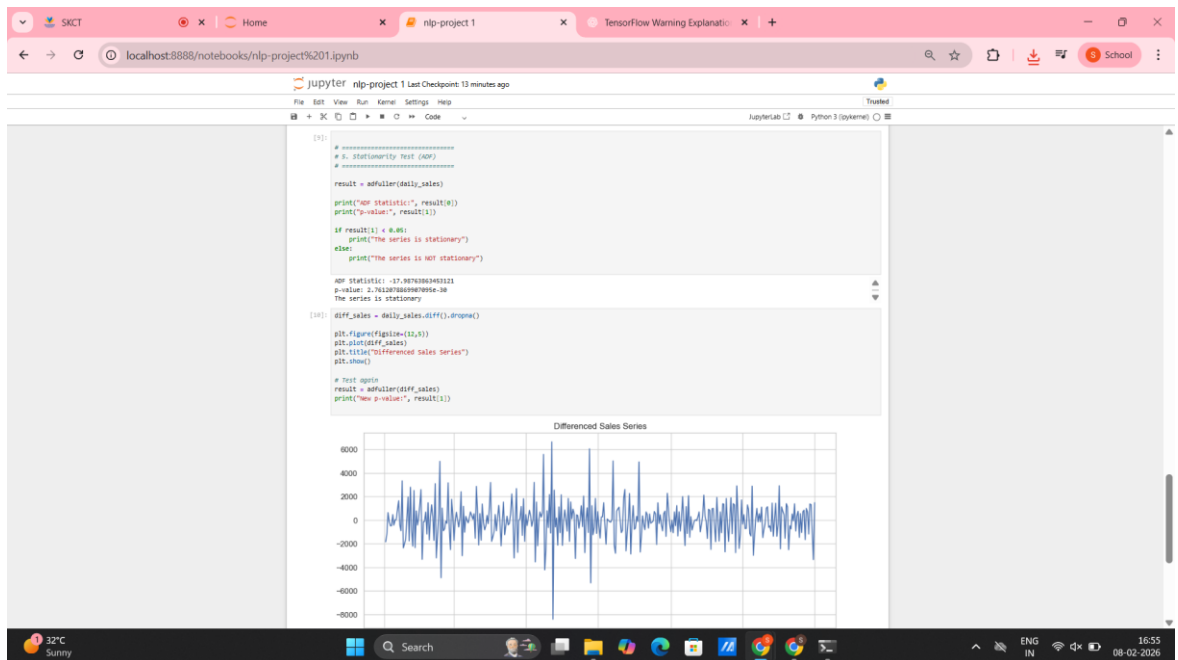 SKCT
Home
nlp-project 1
TensorFlow Warning Explanatio
localhost:8888/notebooks/nlp-project%201.ipynb
S School
jupyter nlp-project 1 Last Checkpoint: 13 minutes ago
File Edit View Run Kernel Settings Help
Trusted
Code
JupyterLab Python 3 (ipykernel)
[9]:
# ==============================
# 5. Stationarity Test (ADF)
# ==============================
result = adfuller(daily_sales)
print("ADF Statistic:", result[0])
print("p-value:", result[1])
if result[1] < 0.05:
print("The series is stationary")
else:
print("The series is NOT stationary")
ADF Statistic: -17.98763863453121
p-value: 2.7612078869907095e-30
The series is stationary
[10]: diff_sales = daily_sales.diff().dropna()
plt.figure(figsize=(12,5))
plt.plot(diff_sales)
plt.title("Differenced Sales Series")
plt.show()
# Test again
result = adfuller(diff_sales)
print("New p-value:", result[1])
Differenced Sales Series
6000
4000
2000
0
−2000
−4000
−6000
−8000
1
32°C
Sunny
Search
ENG
IN
16:55
08-02-2026